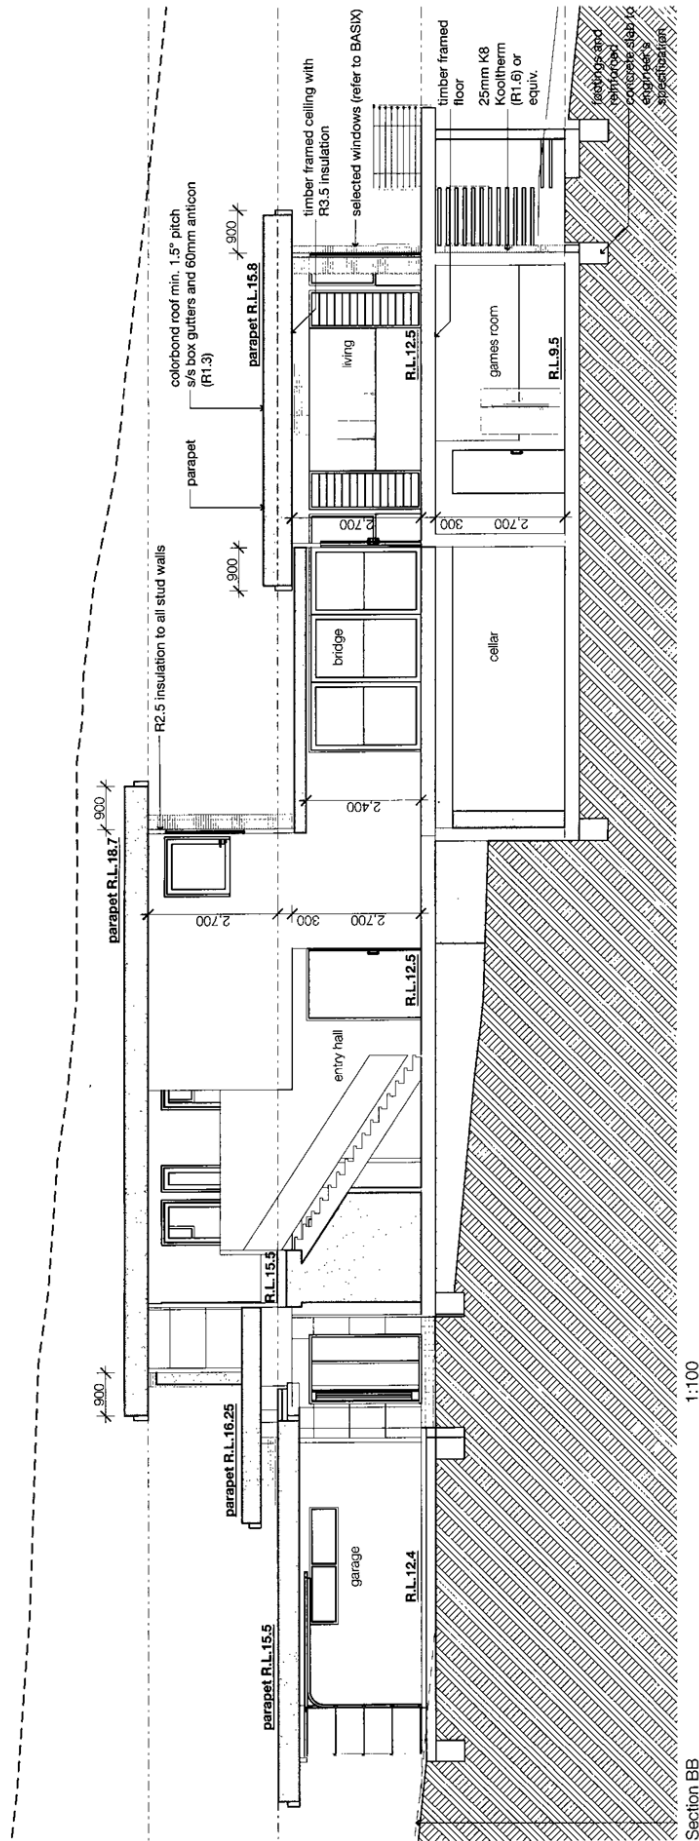 parapet R.L.18.7
900
900
R2.5 insulation to all stud walls
parapet
colorbond roof min. 1.5° pitch
s/s box gutters and 60mm anticon
(R1.3)
parapet R.L.15.8
900
900
timber framed ceiling with
R3.5 insulation
selected windows (refer to BASIX)
parapet R.L.16.25
parapet R.L.15.5
R.L.15.5
2,700
300
2,700
2,400
2,700
300
2,700
garage
R.L.12.4
entry hall
R.L.12.5
bridge
living
R.L.12.5
timber framed
floor
25mm K8
Kooltherm
(R1.6) or
equiv.
cellar
games room
R.L.9.5
footings and
reinforced
concrete slab to
engineer's
specification
Section BB
1:100